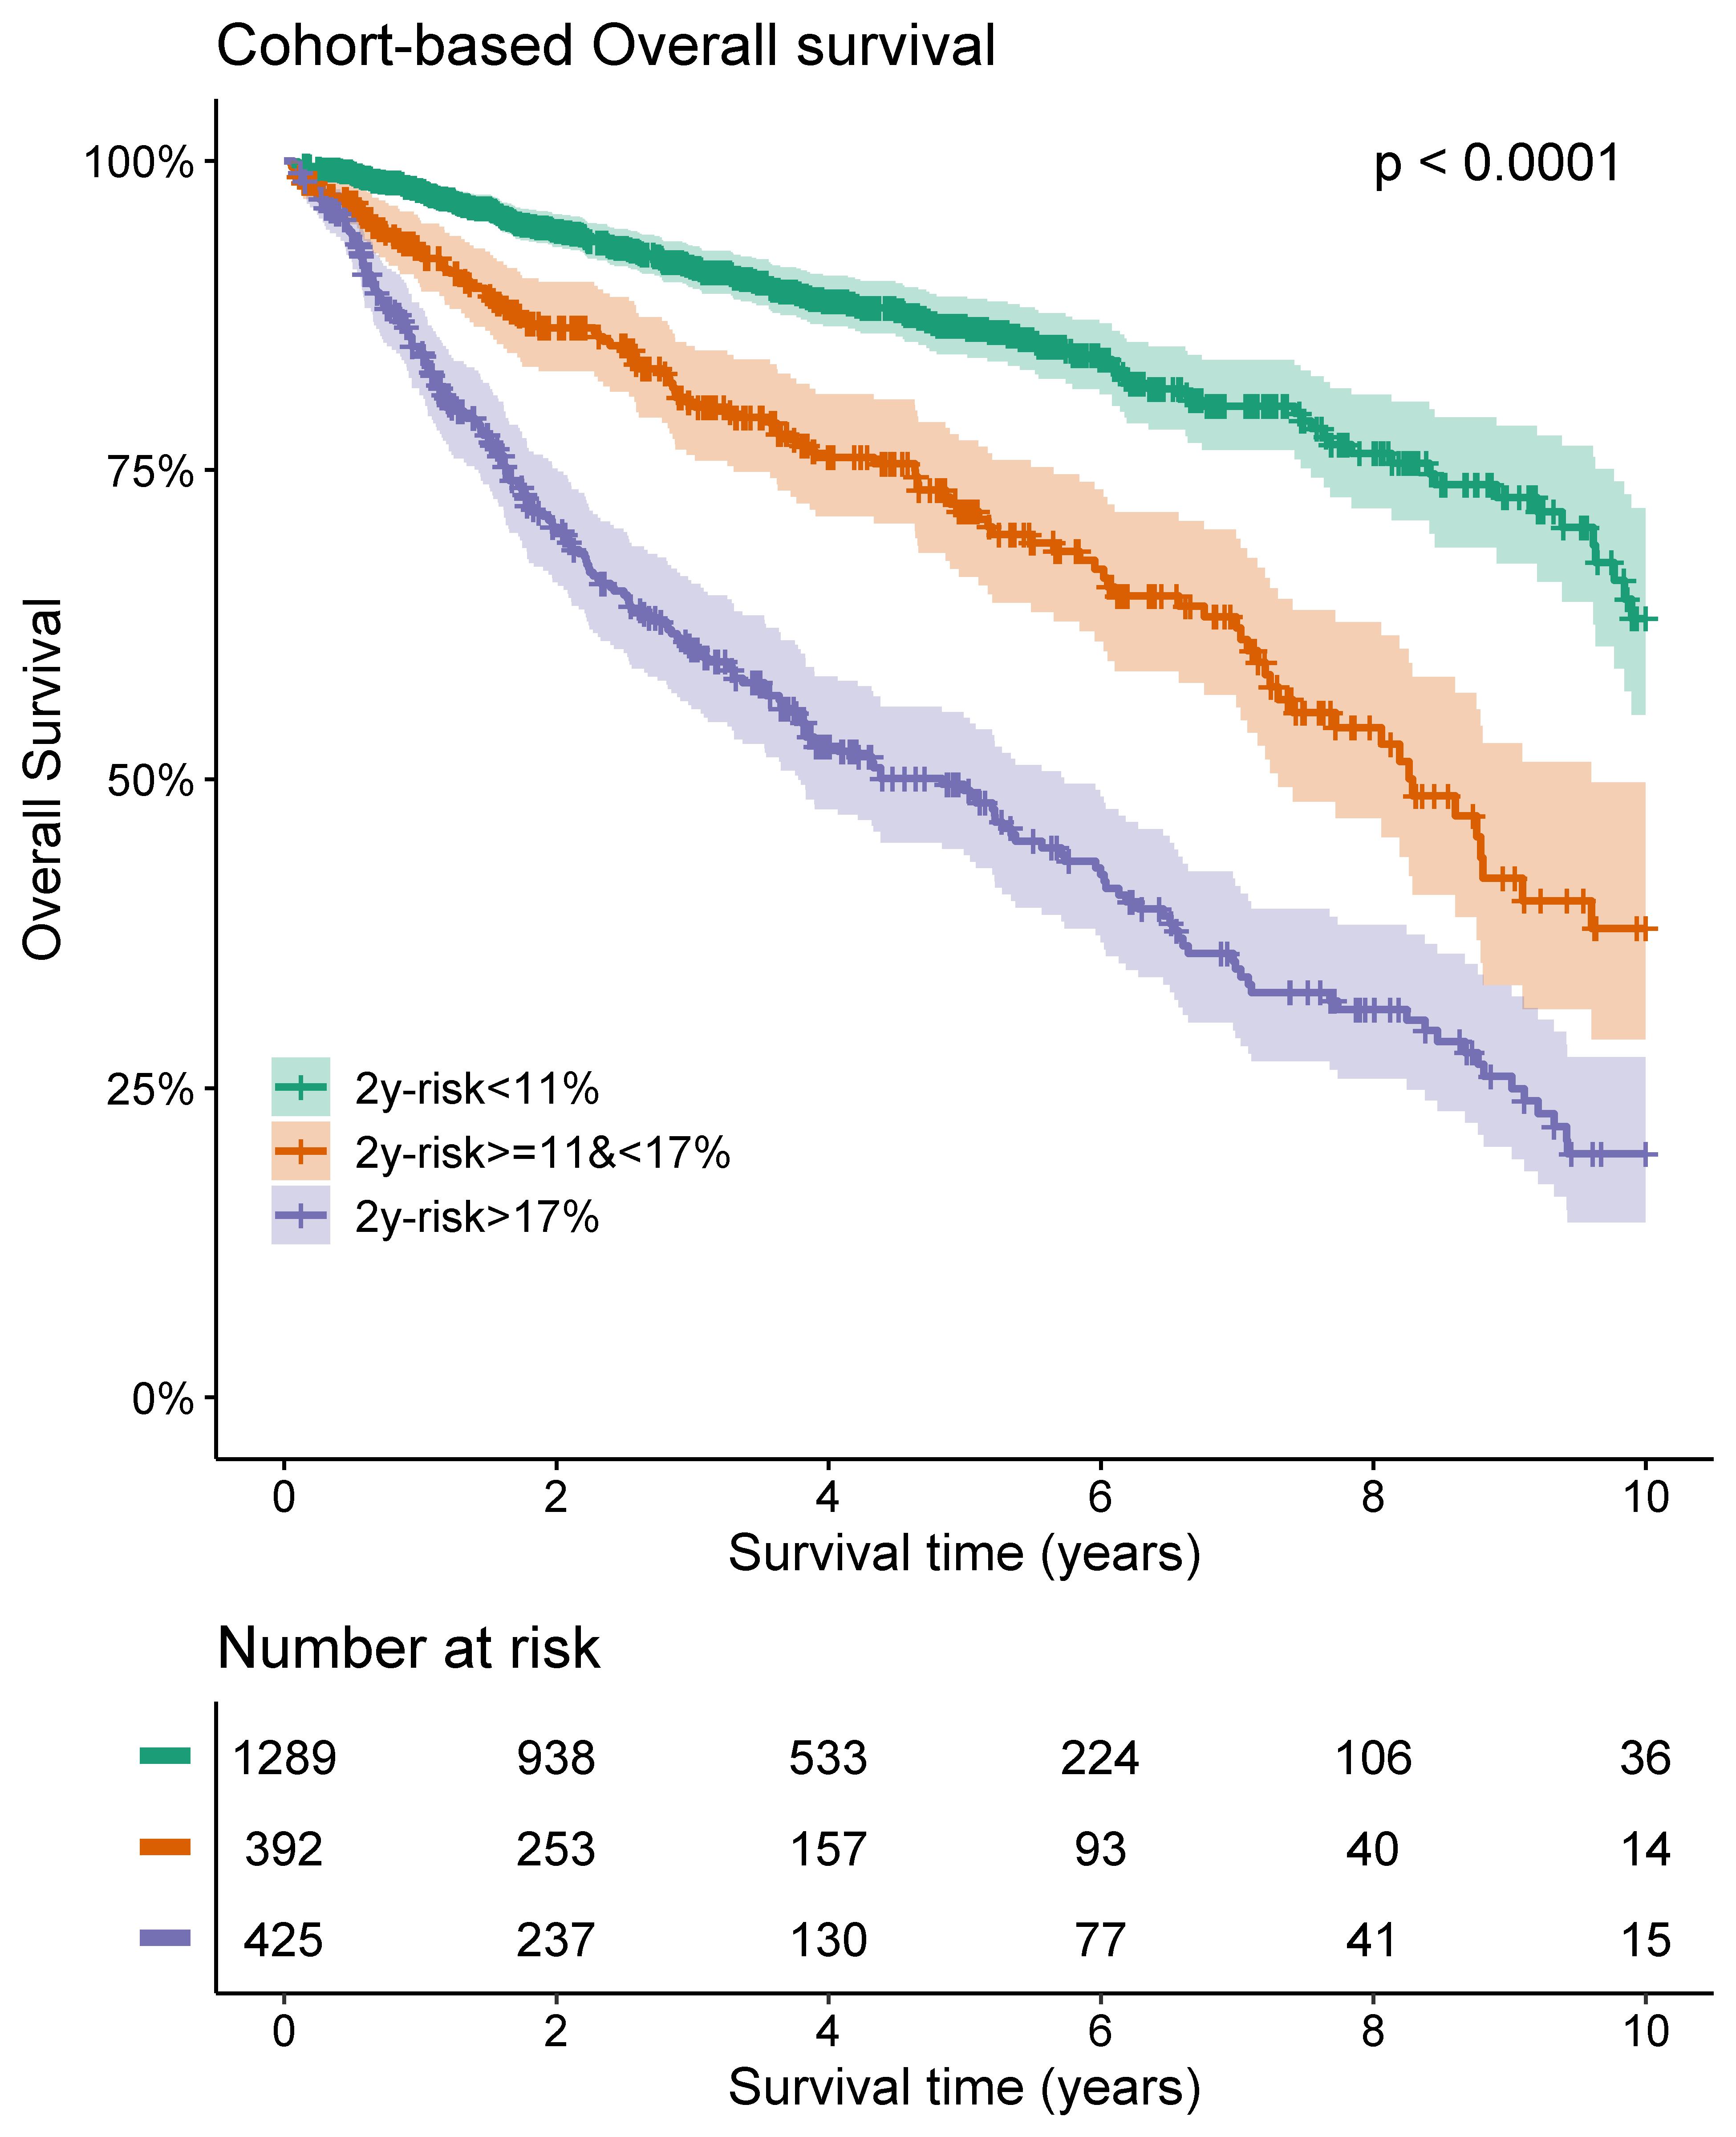 Cohort-based Overall survival
p < 0.0001
100%
75%
50%
25%
0%
Overall Survival
2y-risk<11%
2y-risk>=11&<17%
2y-risk>17%
0 2 4 6 8 10
Survival time (years)
Number at risk
1289 938 533 224 106 36
392 253 157 93 40 14
425 237 130 77 41 15
0 2 4 6 8 10
Survival time (years)